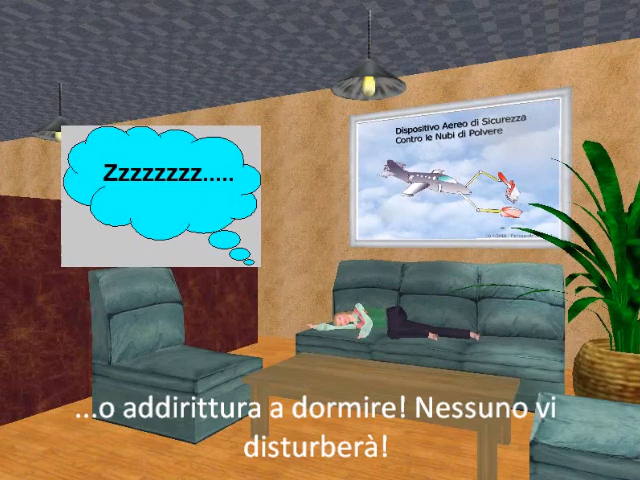 Zzzzzzzz.....
Dispositivo Aereo di Sicurezza
Contro le Nubi di Polvere
...o addirittura a dormire! Nessuno vi
disturberà!